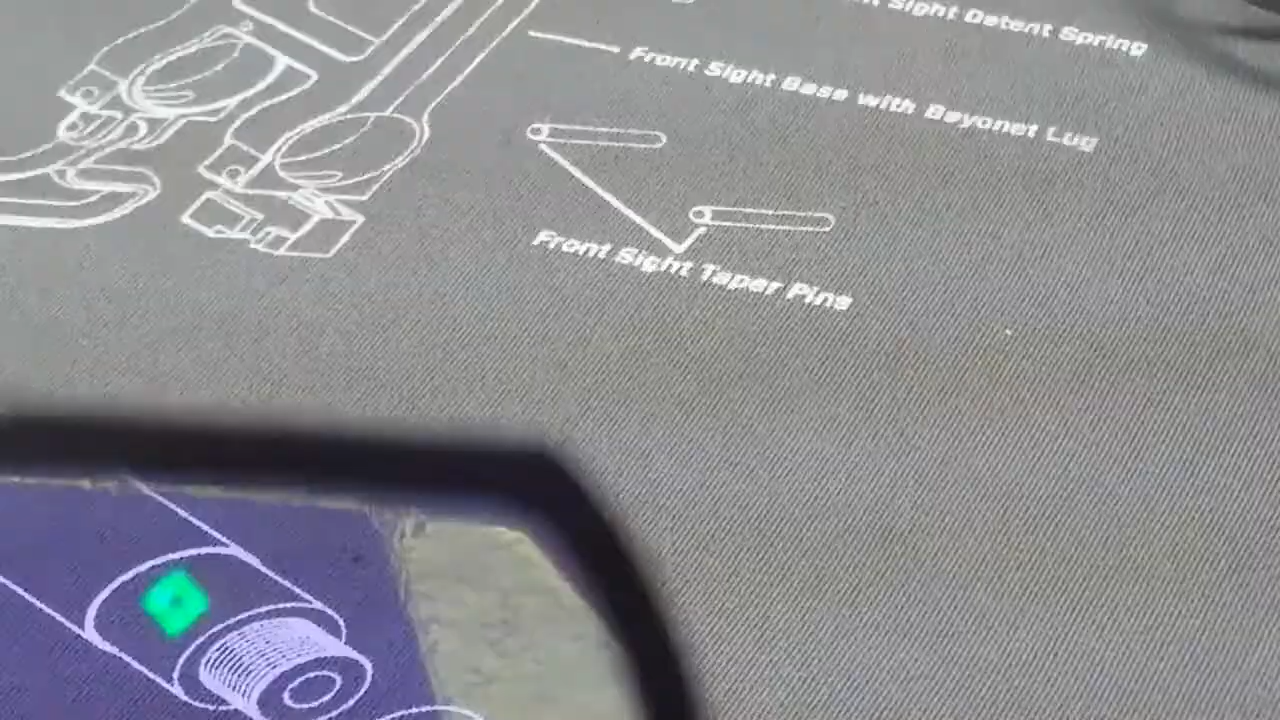 Sight Detent Spring
Front Sight Base with Bayonet Lug
Front Sight Taper Pins